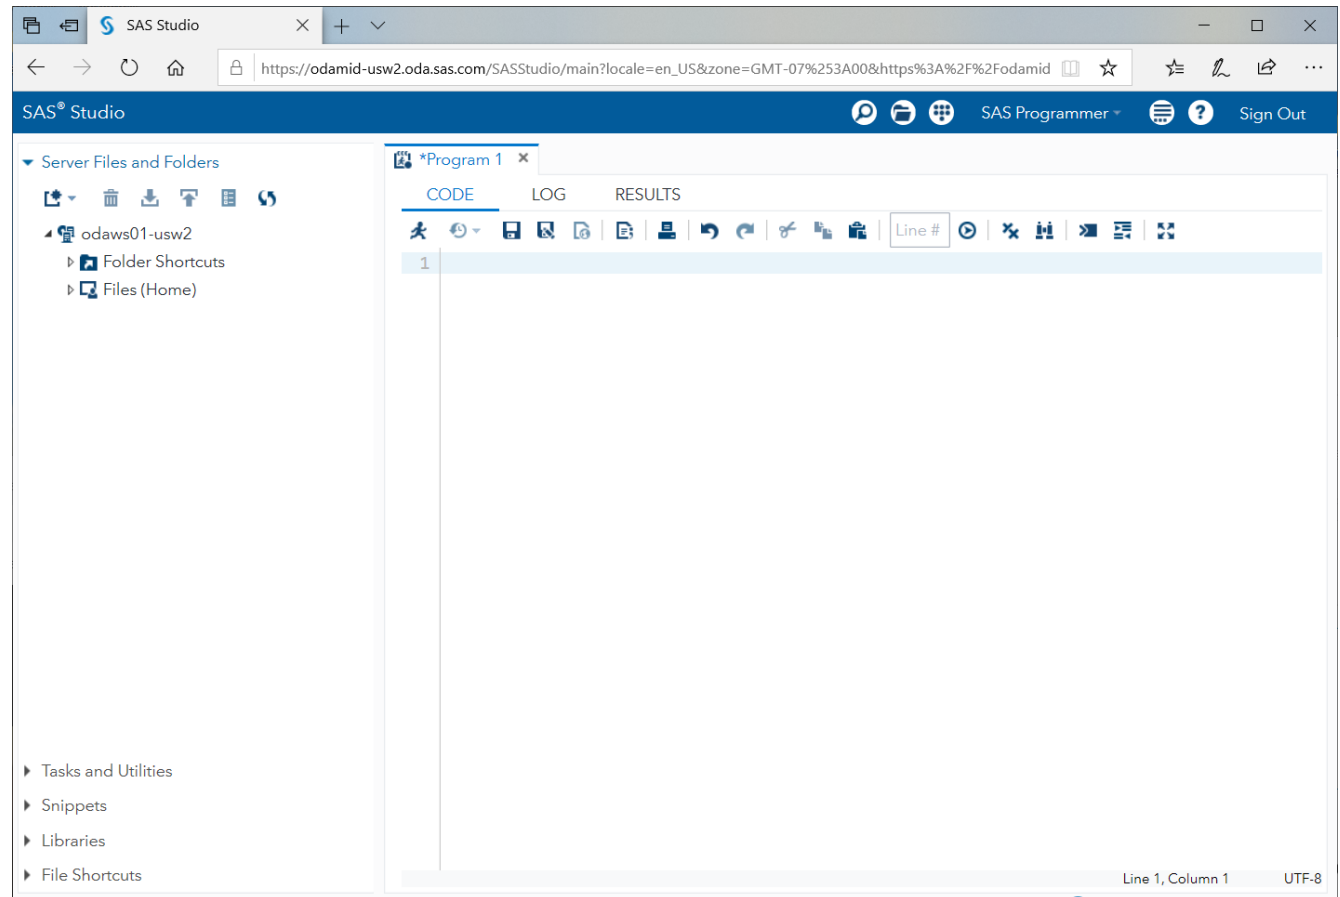 SAS Studio
https://odamid-usw2.oda.sas.com/SASStudio/main?locale=en_US&zone=GMT-07%253A00&https%3A%2F%2Fodamid
SAS® Studio
SAS Programmer
Sign Out
Server Files and Folders
odaws01-usw2
Folder Shortcuts
Files (Home)
Tasks and Utilities
Snippets
Libraries
File Shortcuts
*Program 1
CODE LOG RESULTS
Line #
1
Line 1, Column 1 UTF-8